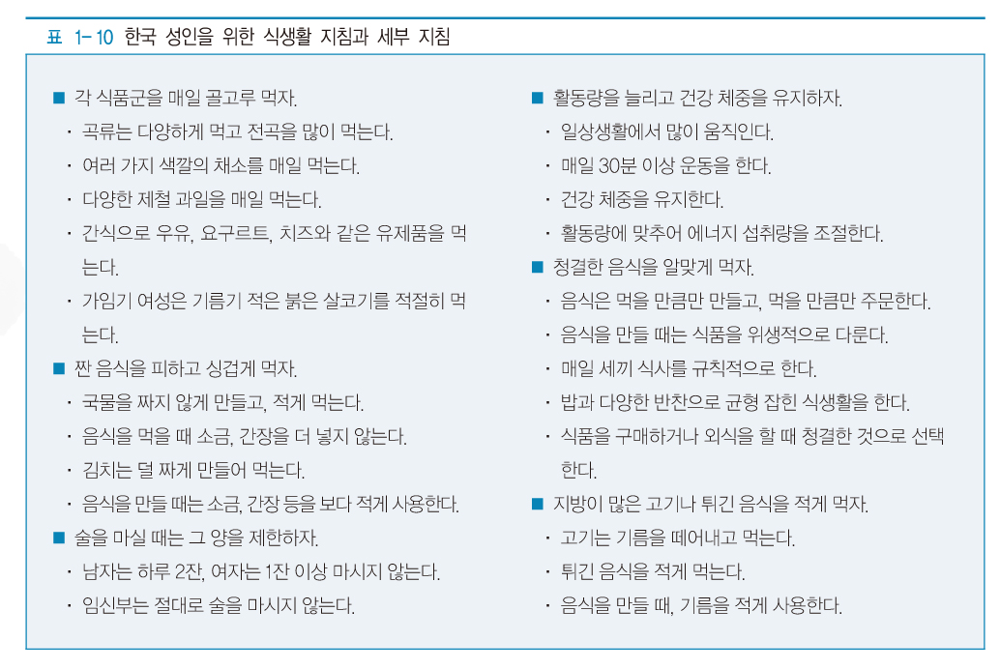 표 1-10 한국 성인을 위한 식생활 지침과 세부 지침
■ 각 식품군을 매일 골고루 먹자.
· 곡류는 다양하게 먹고 전곡을 많이 먹는다.
· 여러 가지 색깔의 채소를 매일 먹는다.
· 다양한 제철 과일을 매일 먹는다.
· 간식으로 우유, 요구르트, 치즈와 같은 유제품을 먹
는다.
· 가임기 여성은 기름기 적은 붉은 살코기를 적절히 먹
는다.
■ 짠 음식을 피하고 싱겁게 먹자.
· 국물을 짜지 않게 만들고, 적게 먹는다.
· 음식을 먹을 때 소금, 간장을 더 넣지 않는다.
· 김치는 덜 짜게 만들어 먹는다.
· 음식을 만들 때는 소금, 간장 등을 보다 적게 사용한다.
■ 술을 마실 때는 그 양을 제한하자.
· 남자는 하루 2잔, 여자는 1잔 이상 마시지 않는다.
· 임신부는 절대로 술을 마시지 않는다.
■ 활동량을 늘리고 건강 체중을 유지하자.
· 일상생활에서 많이 움직인다.
· 매일 30분 이상 운동을 한다.
· 건강 체중을 유지한다.
· 활동량에 맞추어 에너지 섭취량을 조절한다.
■ 청결한 음식을 알맞게 먹자.
· 음식은 먹을 만큼만 만들고, 먹을 만큼만 주문한다.
· 음식을 만들 때는 식품을 위생적으로 다룬다.
· 매일 세끼 식사를 규칙적으로 한다.
· 밥과 다양한 반찬으로 균형 잡힌 식생활을 한다.
· 식품을 구매하거나 외식을 할 때 청결한 것으로 선택
한다.
■ 지방이 많은 고기나 튀긴 음식을 적게 먹자.
· 고기는 기름을 떼어내고 먹는다.
· 튀긴 음식을 적게 먹는다.
· 음식을 만들 때, 기름을 적게 사용한다.